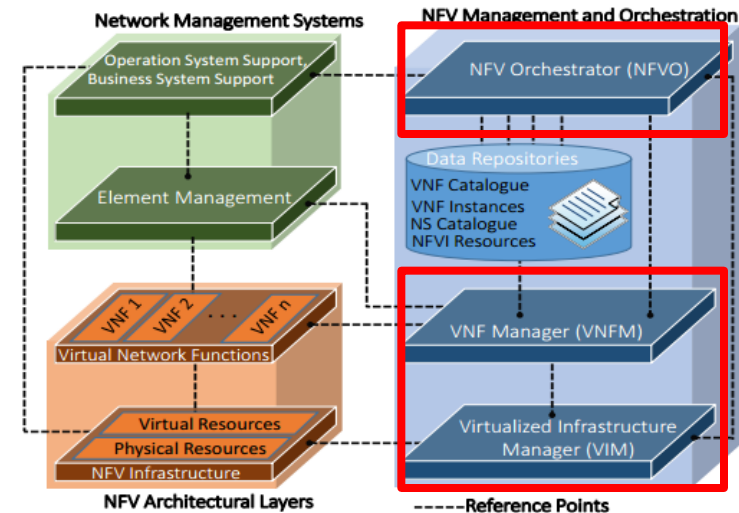 Network Management Systems
NFV Management and Orchestration
Operation System Support,
Business System Support
NFV Orchestrator (NFVO)
Data Repositories
VNF Catalogue
VNF Instances
NS Catalogue
NFVI Resources
Element Management
VNF 1
VNF 2
. . .
VNF n
Virtual Network Functions
VNF Manager (VNFM)
Virtual Resources
Physical Resources
NFV Infrastructure
Virtualized Infrastructure
Manager (VIM)
NFV Architectural Layers
------Reference Points